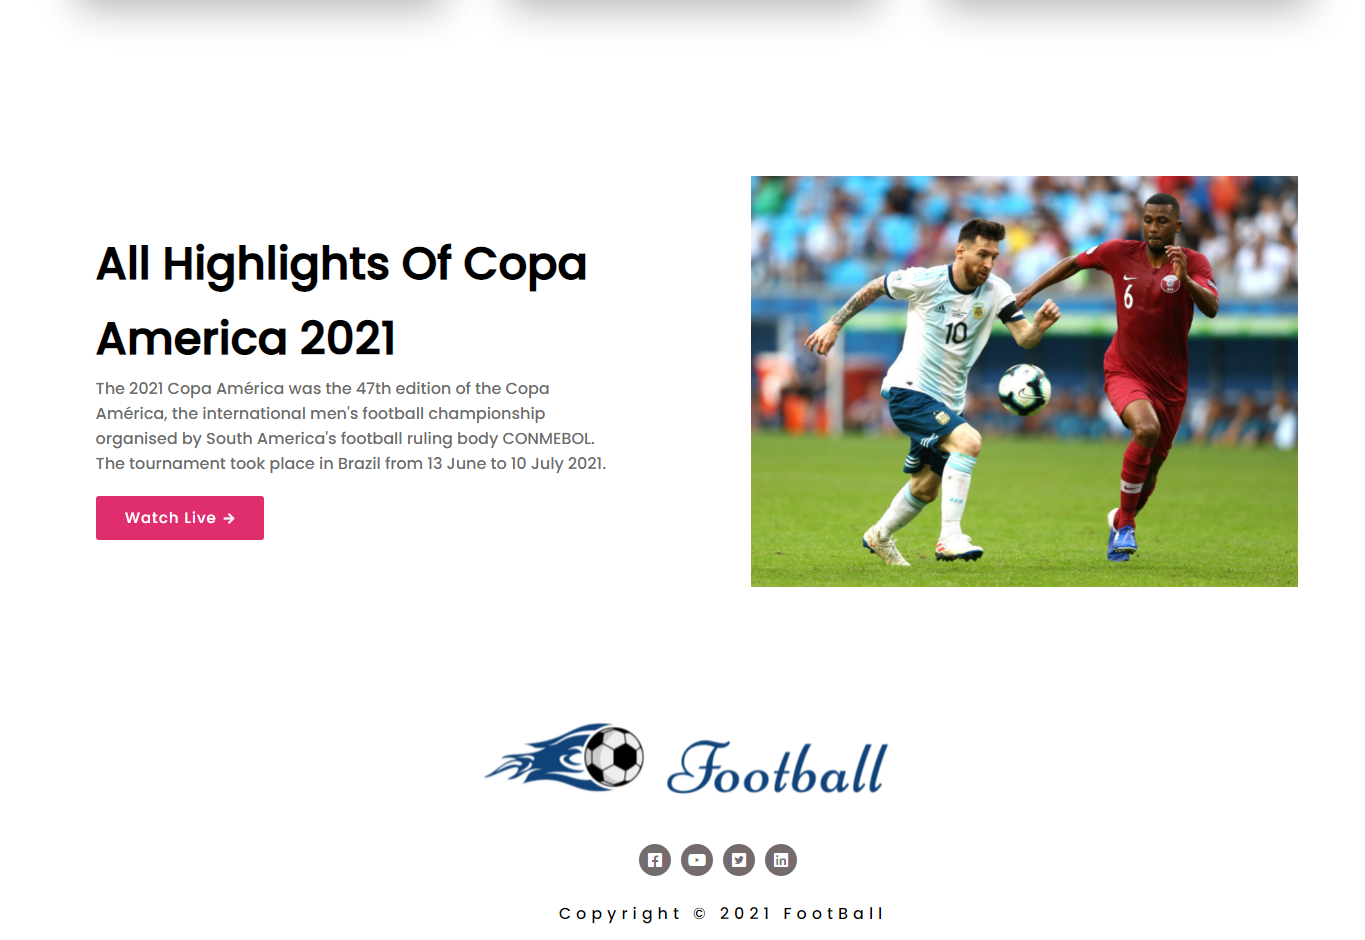 All Highlights Of Copa
America 2021
The 2021 Copa América was the 47th edition of the Copa
América, the international men's football championship
organised by South America's football ruling body CONMEBOL.
The tournament took place in Brazil from 13 June to 10 July 2021.
Watch Live →
10
6
Football
Copyright © 2021 FootBall